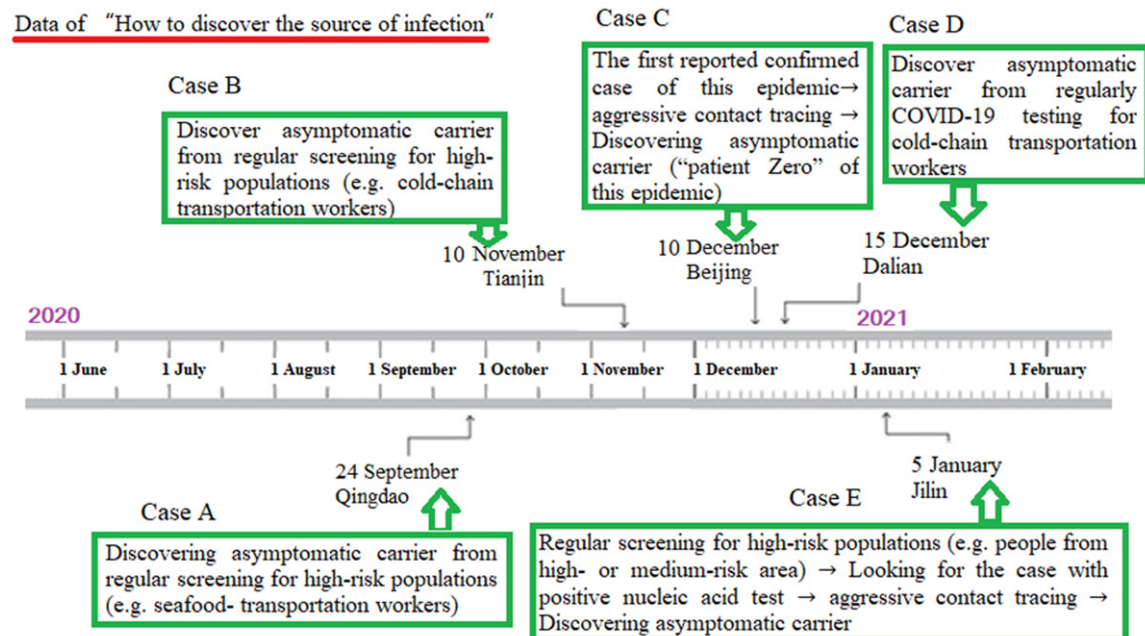 Data of “How to discover the source of infection”
Case B
Discover asymptomatic carrier
from regular screening for high-
risk populations (e.g. cold-chain
transportation workers)
10 November
Tianjin
Case C
The first reported confirmed
case of this epidemic→
aggressive contact tracing →
Discovering asymptomatic
carrier (“patient Zero” of
this epidemic)
10 December
Beijing
Case D
Discover asymptomatic
carrier from regularly
COVID-19 testing for
cold-chain transportation
workers
15 December
Dalian
2020
2021
1 June 1 July 1 August 1 September 1 October 1 November 1 December 1 January 1 February
24 September
Qingdao
Case A
Discovering asymptomatic carrier from
regular screening for high-risk populations
(e.g. seafood- transportation workers)
5 January
Jilin
Case E
Regular screening for high-risk populations (e.g. people from
high- or medium-risk area) → Looking for the case with
positive nucleic acid test → aggressive contact tracing →
Discovering asymptomatic carrier